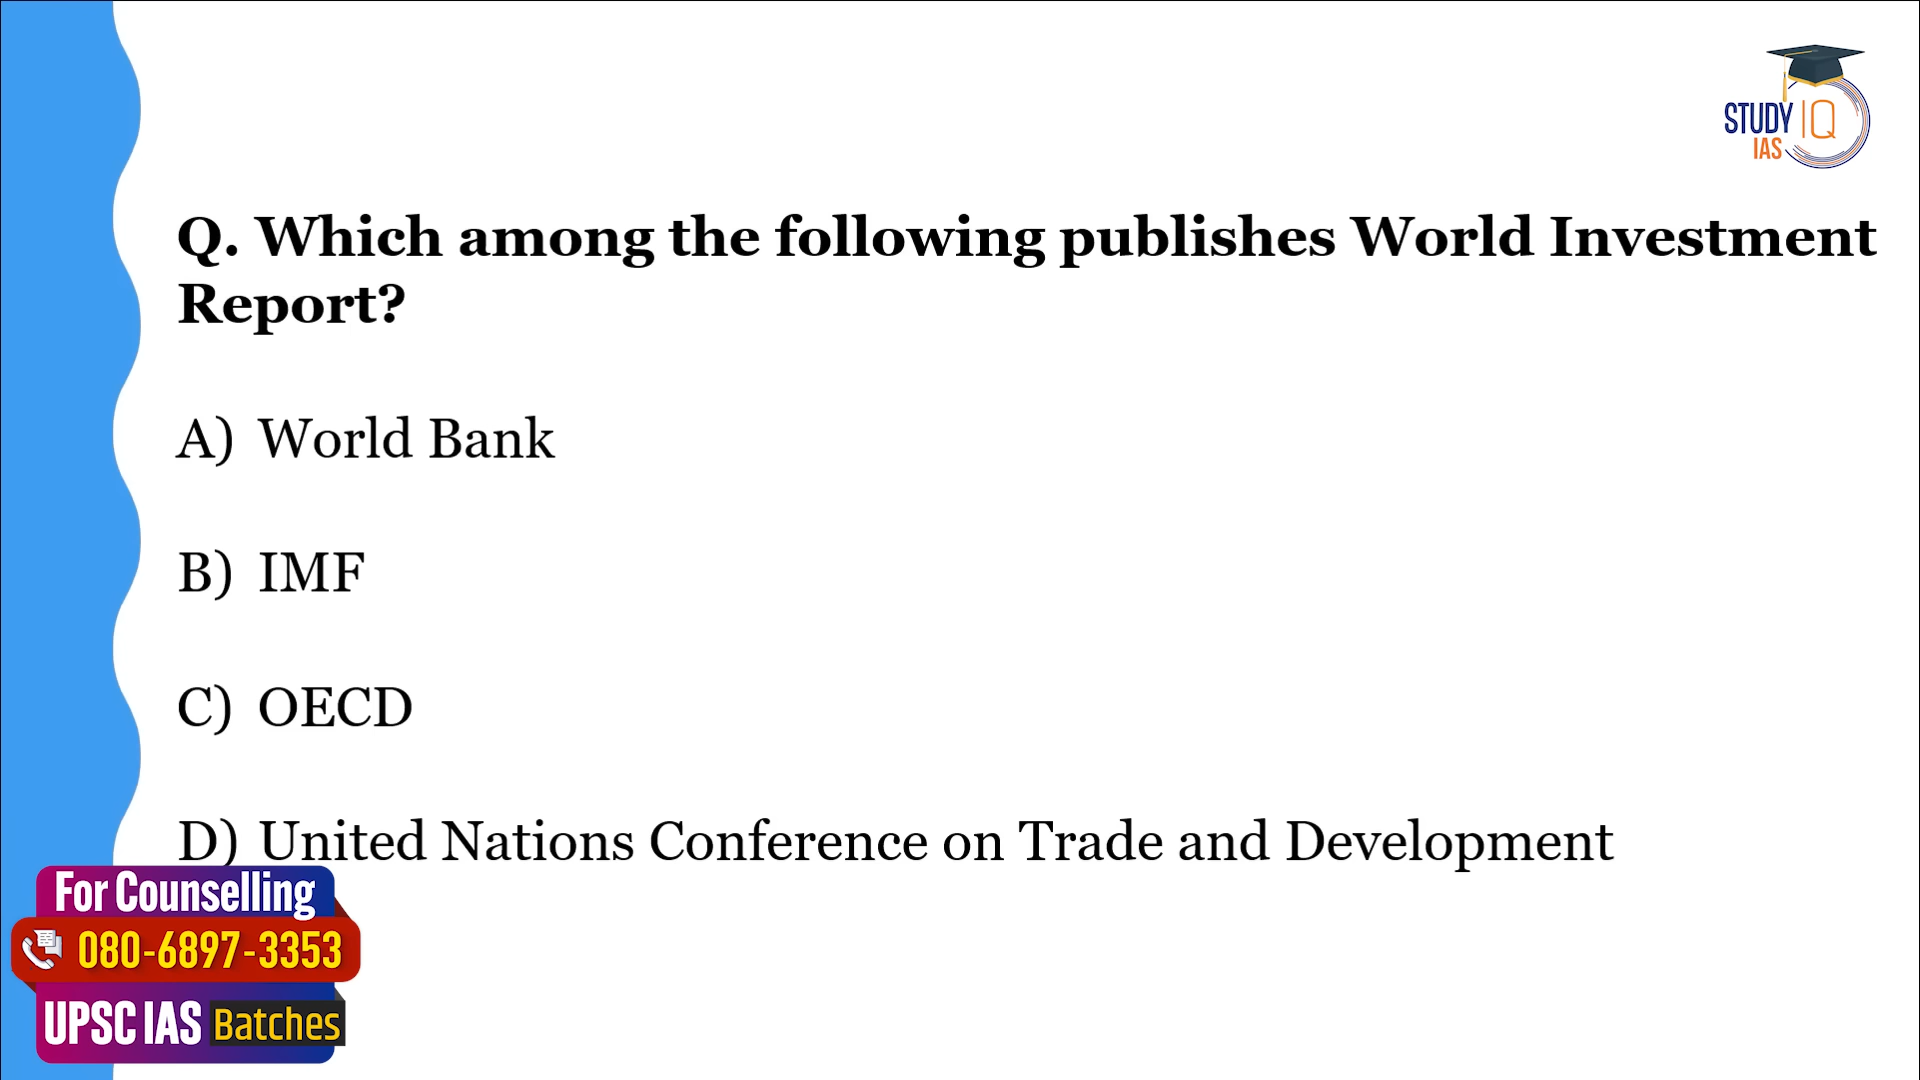 STUDY IQ
IAS
Q. Which among the following publishes World Investment
Report?
A) World Bank
B) IMF
C) OECD
D) United Nations Conference on Trade and Development
For Counselling
080-6897-3353
UPSC IAS Batches